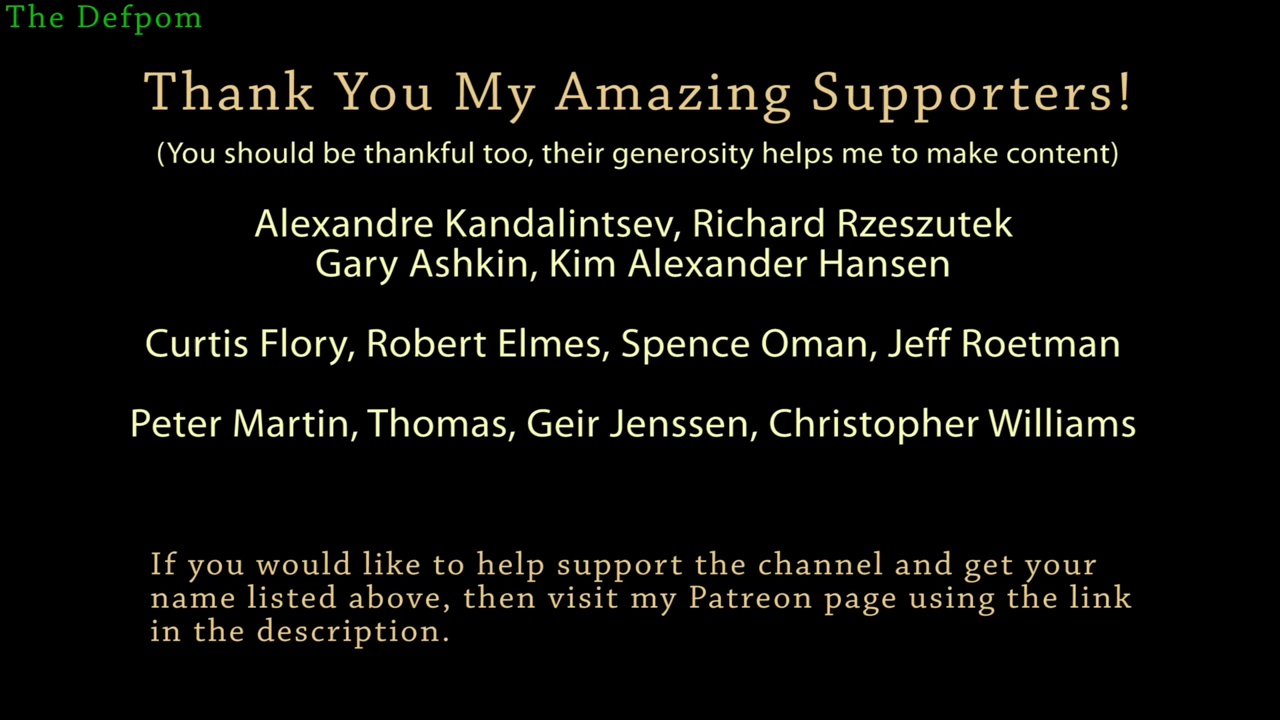 The Defpom
Thank You My Amazing Supporters!
(You should be thankful too, their generosity helps me to make content)
Alexandre Kandalintsev, Richard Rzeszutek
Gary Ashkin, Kim Alexander Hansen
Curtis Flory, Robert Elmes, Spence Oman, Jeff Roetman
Peter Martin, Thomas, Geir Jenssen, Christopher Williams
If you would like to help support the channel and get your
name listed above, then visit my Patreon page using the link
in the description.